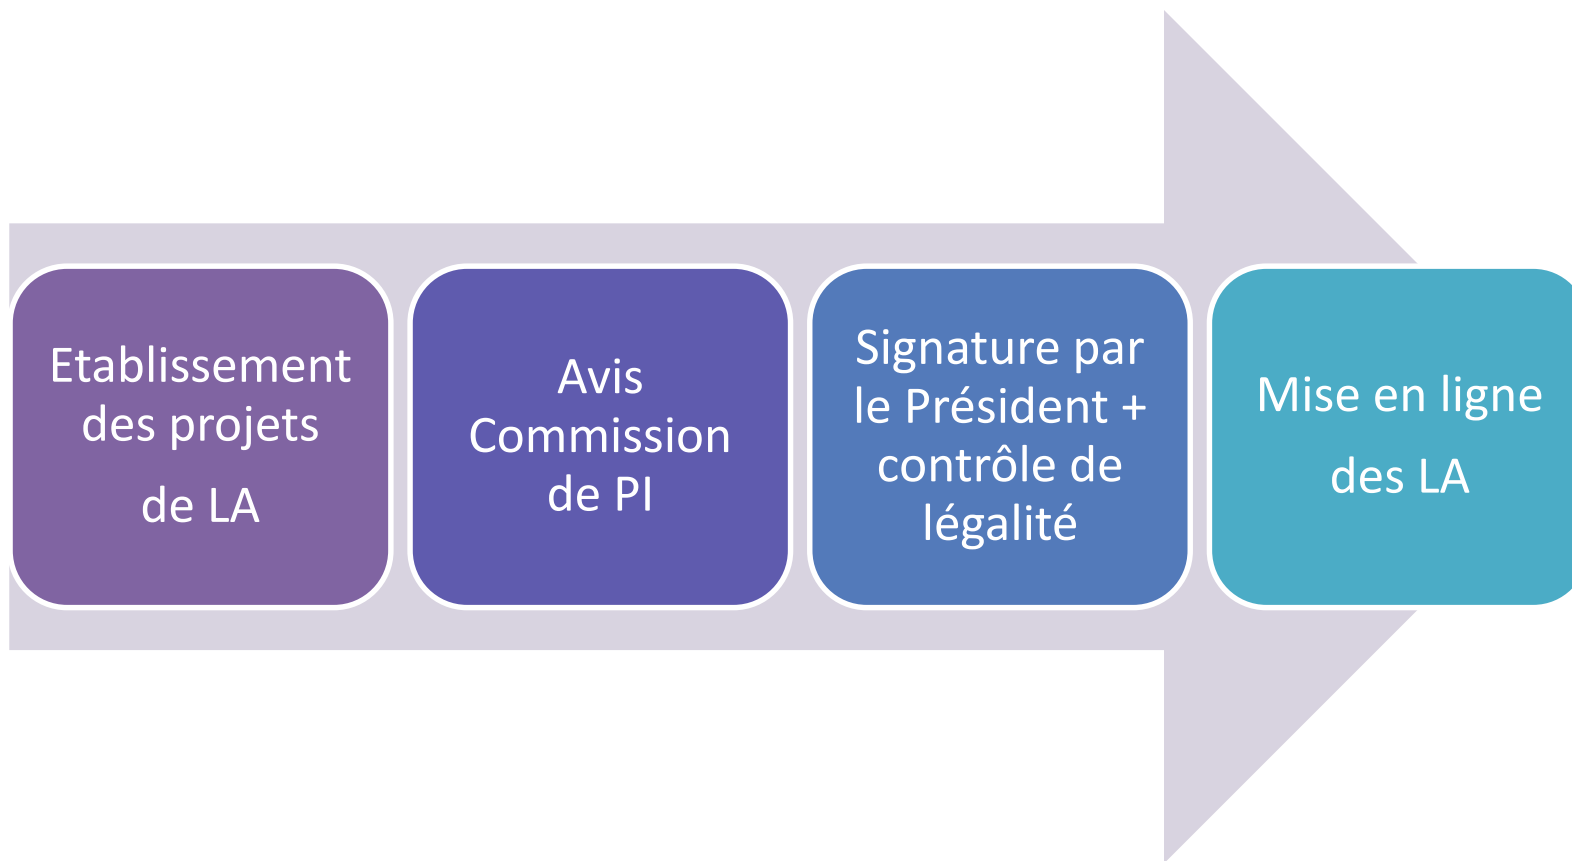 Etablissement
des projets
de LA
Avis
Commission
de PI
Signature par
le Président +
contrôle de
légalité
Mise en ligne
des LA